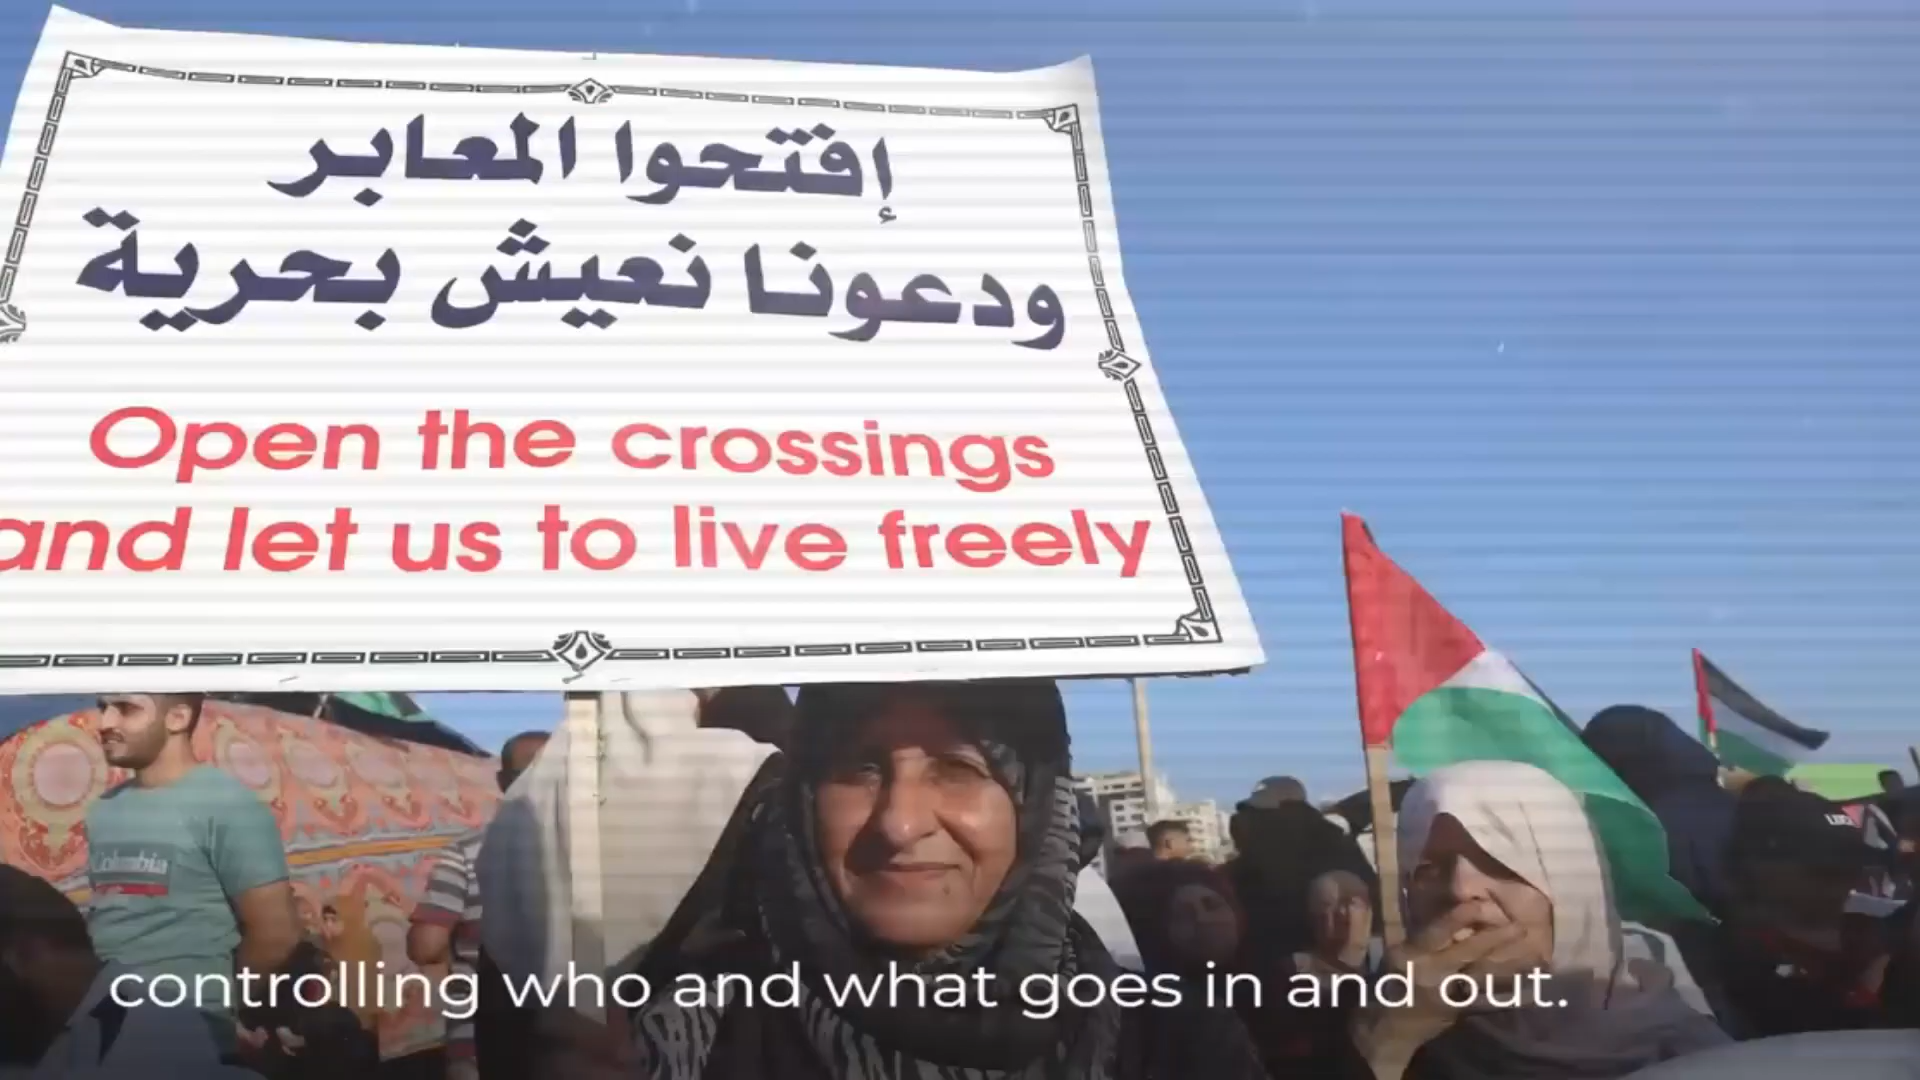 إفتحوا المعابر
ودعونا نعيش بحرية
Open the crossings
and let us to live freely
Columbia
controlling who and what goes in and out.